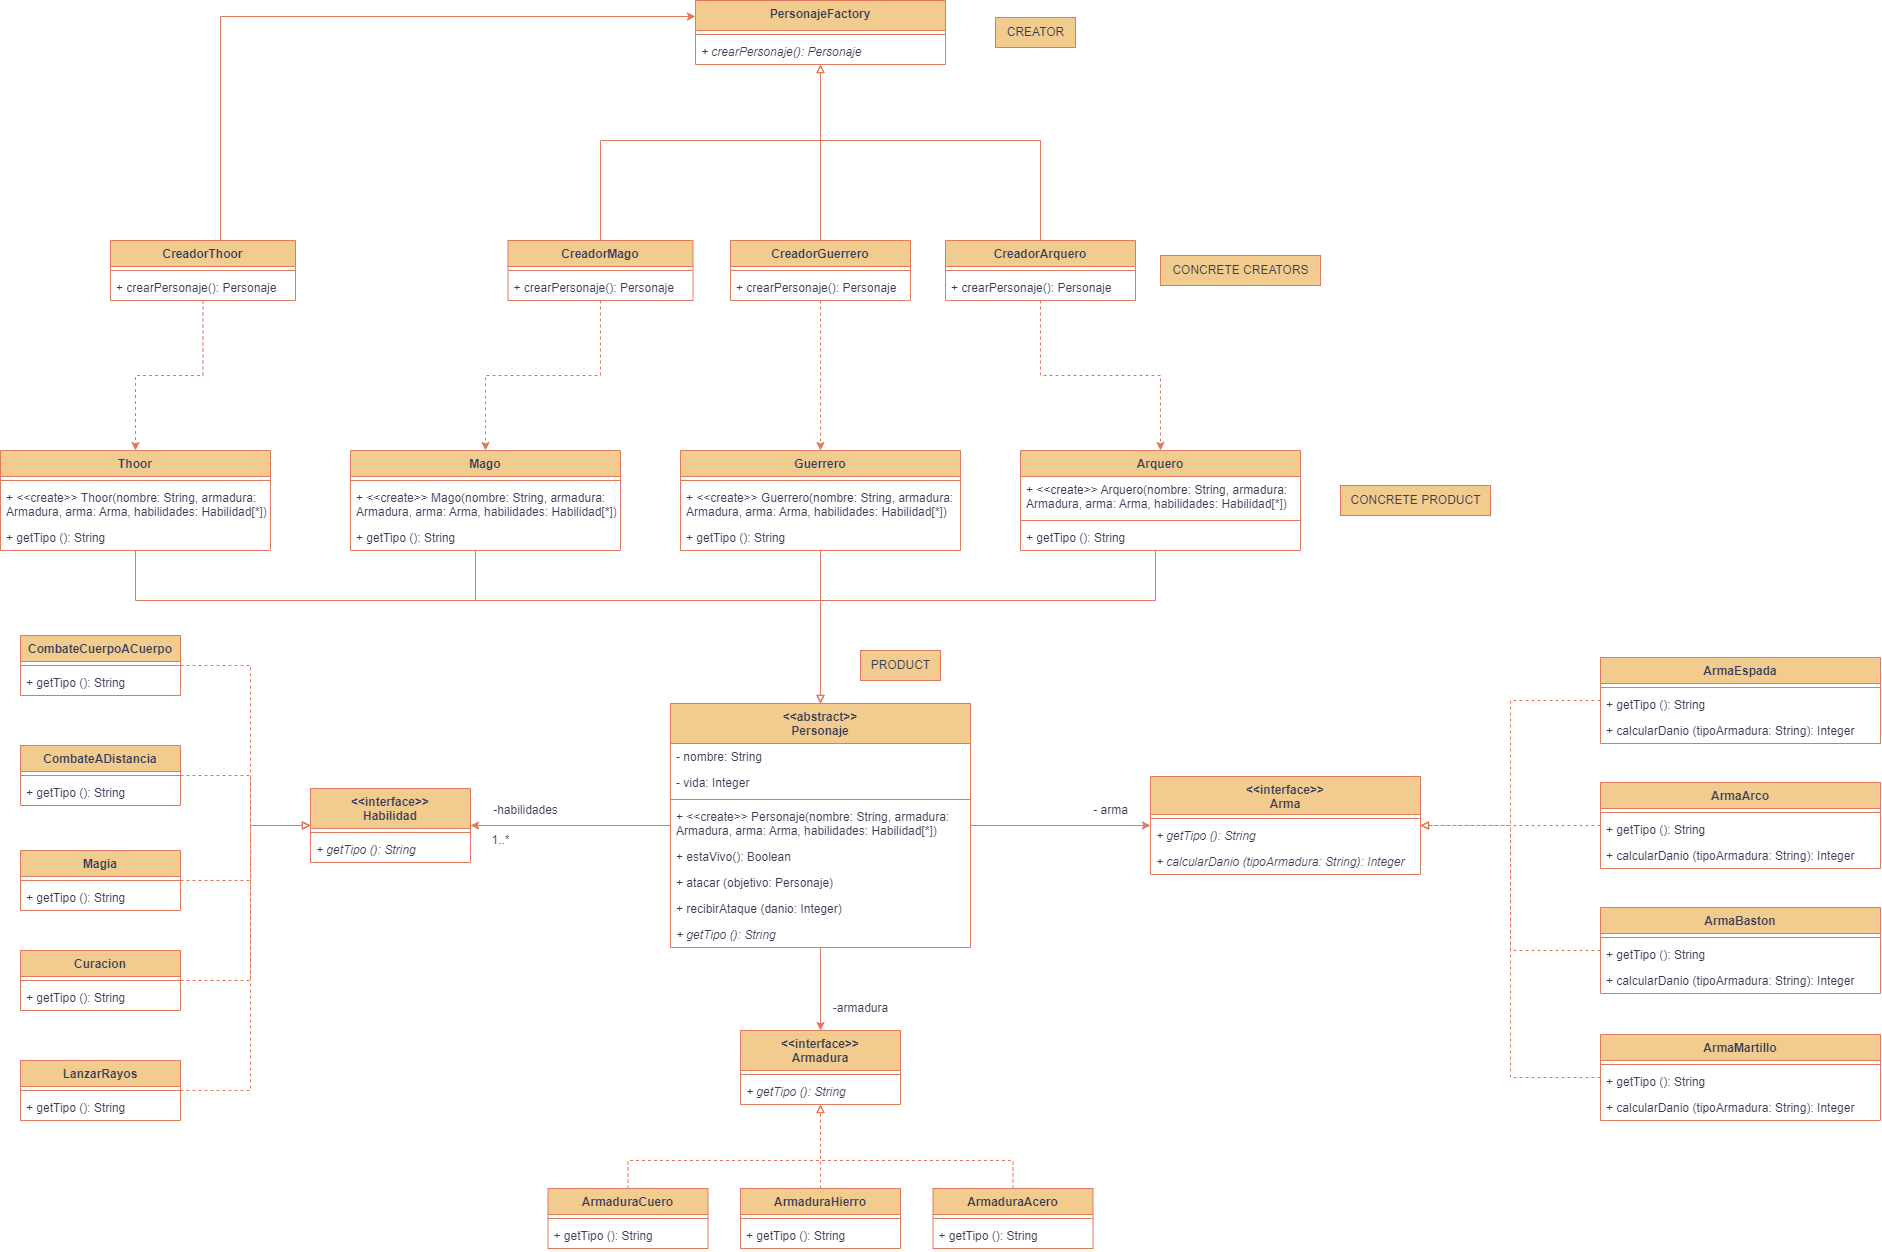 PersonajeFactory
+ crearPersonaje(): Personaje
CREATOR
CreadorThoor
+ crearPersonaje(): Personaje
CreadorMago
+ crearPersonaje(): Personaje
CreadorGuerrero
+ crearPersonaje(): Personaje
CreadorArquero
+ crearPersonaje(): Personaje
CONCRETE CREATORS
Thoor
+ <<create>> Thoor(nombre: String, armadura:
Armadura, arma: Arma, habilidades: Habilidad[*])
+ getTipo (): String
Mago
+ <<create>> Mago(nombre: String, armadura:
Armadura, arma: Arma, habilidades: Habilidad[*])
+ getTipo (): String
Guerrero
+ <<create>> Guerrero(nombre: String, armadura:
Armadura, arma: Arma, habilidades: Habilidad[*])
+ getTipo (): String
Arquero
+ <<create>> Arquero(nombre: String, armadura:
Armadura, arma: Arma, habilidades: Habilidad[*])
+ getTipo (): String
CONCRETE PRODUCT
CombateCuerpoACuerpo
+ getTipo (): String
CombateADistancia
+ getTipo (): String
Magia
+ getTipo (): String
Curacion
+ getTipo (): String
LanzarRayos
+ getTipo (): String
<<interface>>
Habilidad
+ getTipo (): String
-habilidades
1..*
PRODUCT
<<abstract>>
Personaje
- nombre: String
- vida: Integer
+ <<create>> Personaje(nombre: String, armadura:
Armadura, arma: Arma, habilidades: Habilidad[*])
+ estaVivo(): Boolean
+ atacar (objetivo: Personaje)
+ recibirAtaque (danio: Integer)
+ getTipo (): String
- arma
<<interface>>
Arma
+ getTipo (): String
+ calcularDanio (tipoArmadura: String): Integer
ArmaEspada
+ getTipo (): String
+ calcularDanio (tipoArmadura: String): Integer
ArmaArco
+ getTipo (): String
+ calcularDanio (tipoArmadura: String): Integer
ArmaBaston
+ getTipo (): String
+ calcularDanio (tipoArmadura: String): Integer
ArmaMartillo
+ getTipo (): String
+ calcularDanio (tipoArmadura: String): Integer
-armadura
<<interface>>
Armadura
+ getTipo (): String
ArmaduraCuero
+ getTipo (): String
ArmaduraHierro
+ getTipo (): String
ArmaduraAcero
+ getTipo (): String